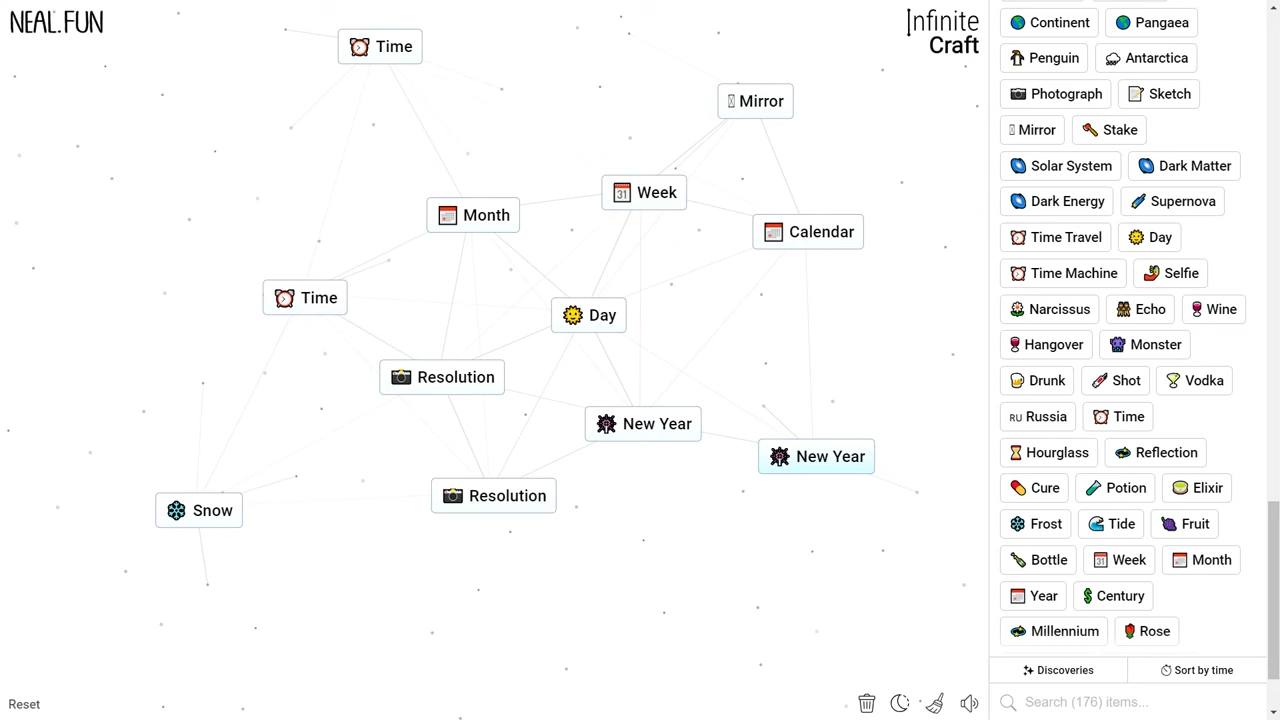 NEAL.FUN
Infinite
Craft
Time
Mirror
Week
Month
Calendar
Time
Day
Resolution
New Year
New Year
Resolution
Snow
Reset
Continent Pangaea
Penguin Antarctica
Photograph Sketch
Mirror Stake
Solar System Dark Matter
Dark Energy Supernova
Time Travel Day
Time Machine Selfie
Narcissus Echo Wine
Hangover Monster
Drunk Shot Vodka
RU Russia Time
Hourglass Reflection
Cure Potion Elixir
Frost Tide Fruit
Bottle Week Month
Year Century
Millennium Rose
Discoveries Sort by time
Search (176) items...